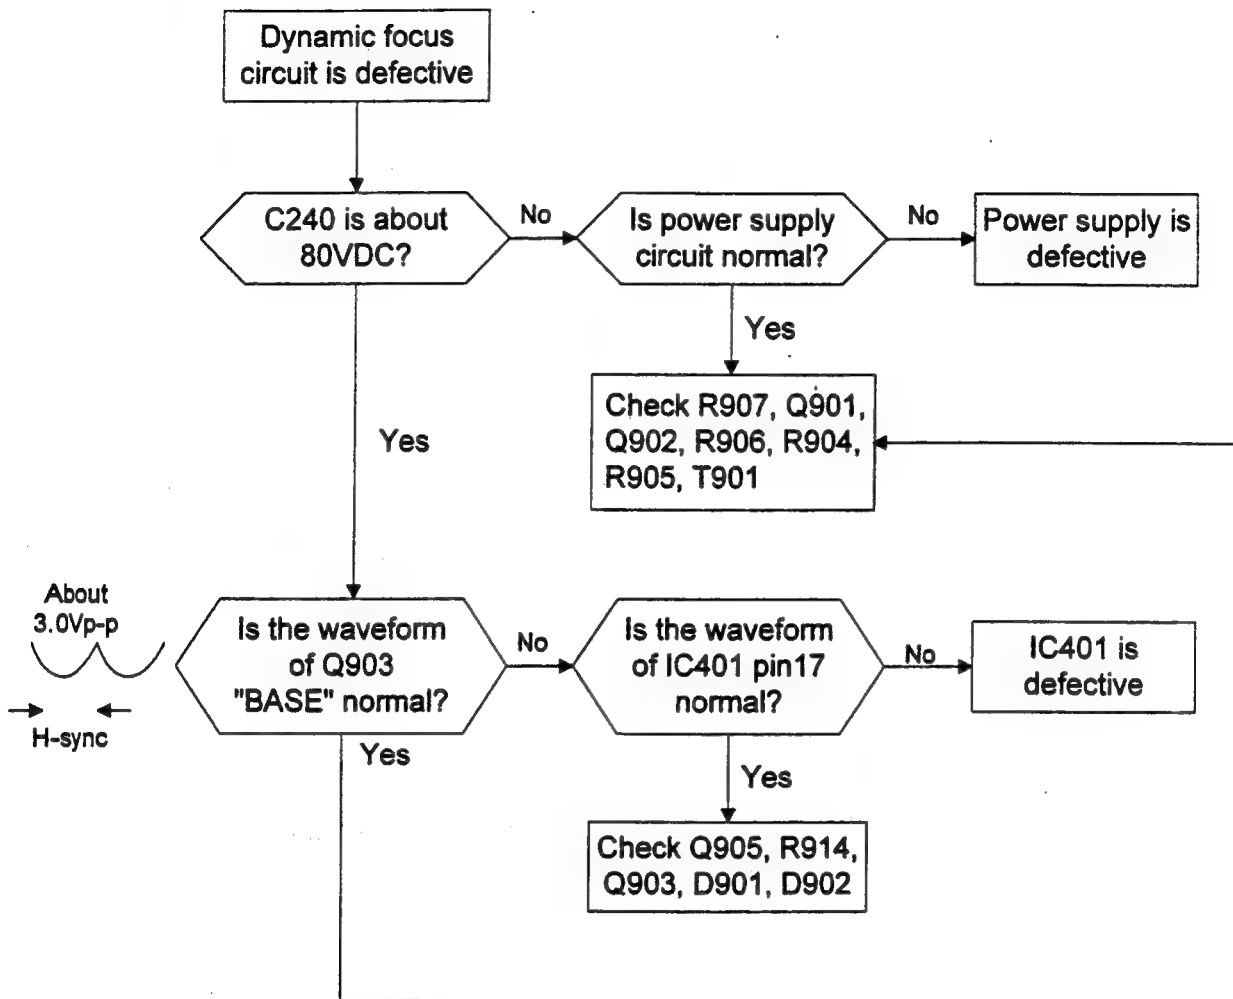 Dynamic focus
circuit is defective
C240 is about
80VDC?
No
Is power supply
circuit normal?
No
Power supply is
defective
Yes
Check R907, Q901,
Q902, R906, R904,
R905, T901
Yes
About
3.0Vp-p
H-sync
Is the waveform
of Q903
"BASE" normal?
No
Is the waveform
of IC401 pin17
normal?
No
IC401 is
defective
Yes
Yes
Check Q905, R914,
Q903, D901, D902